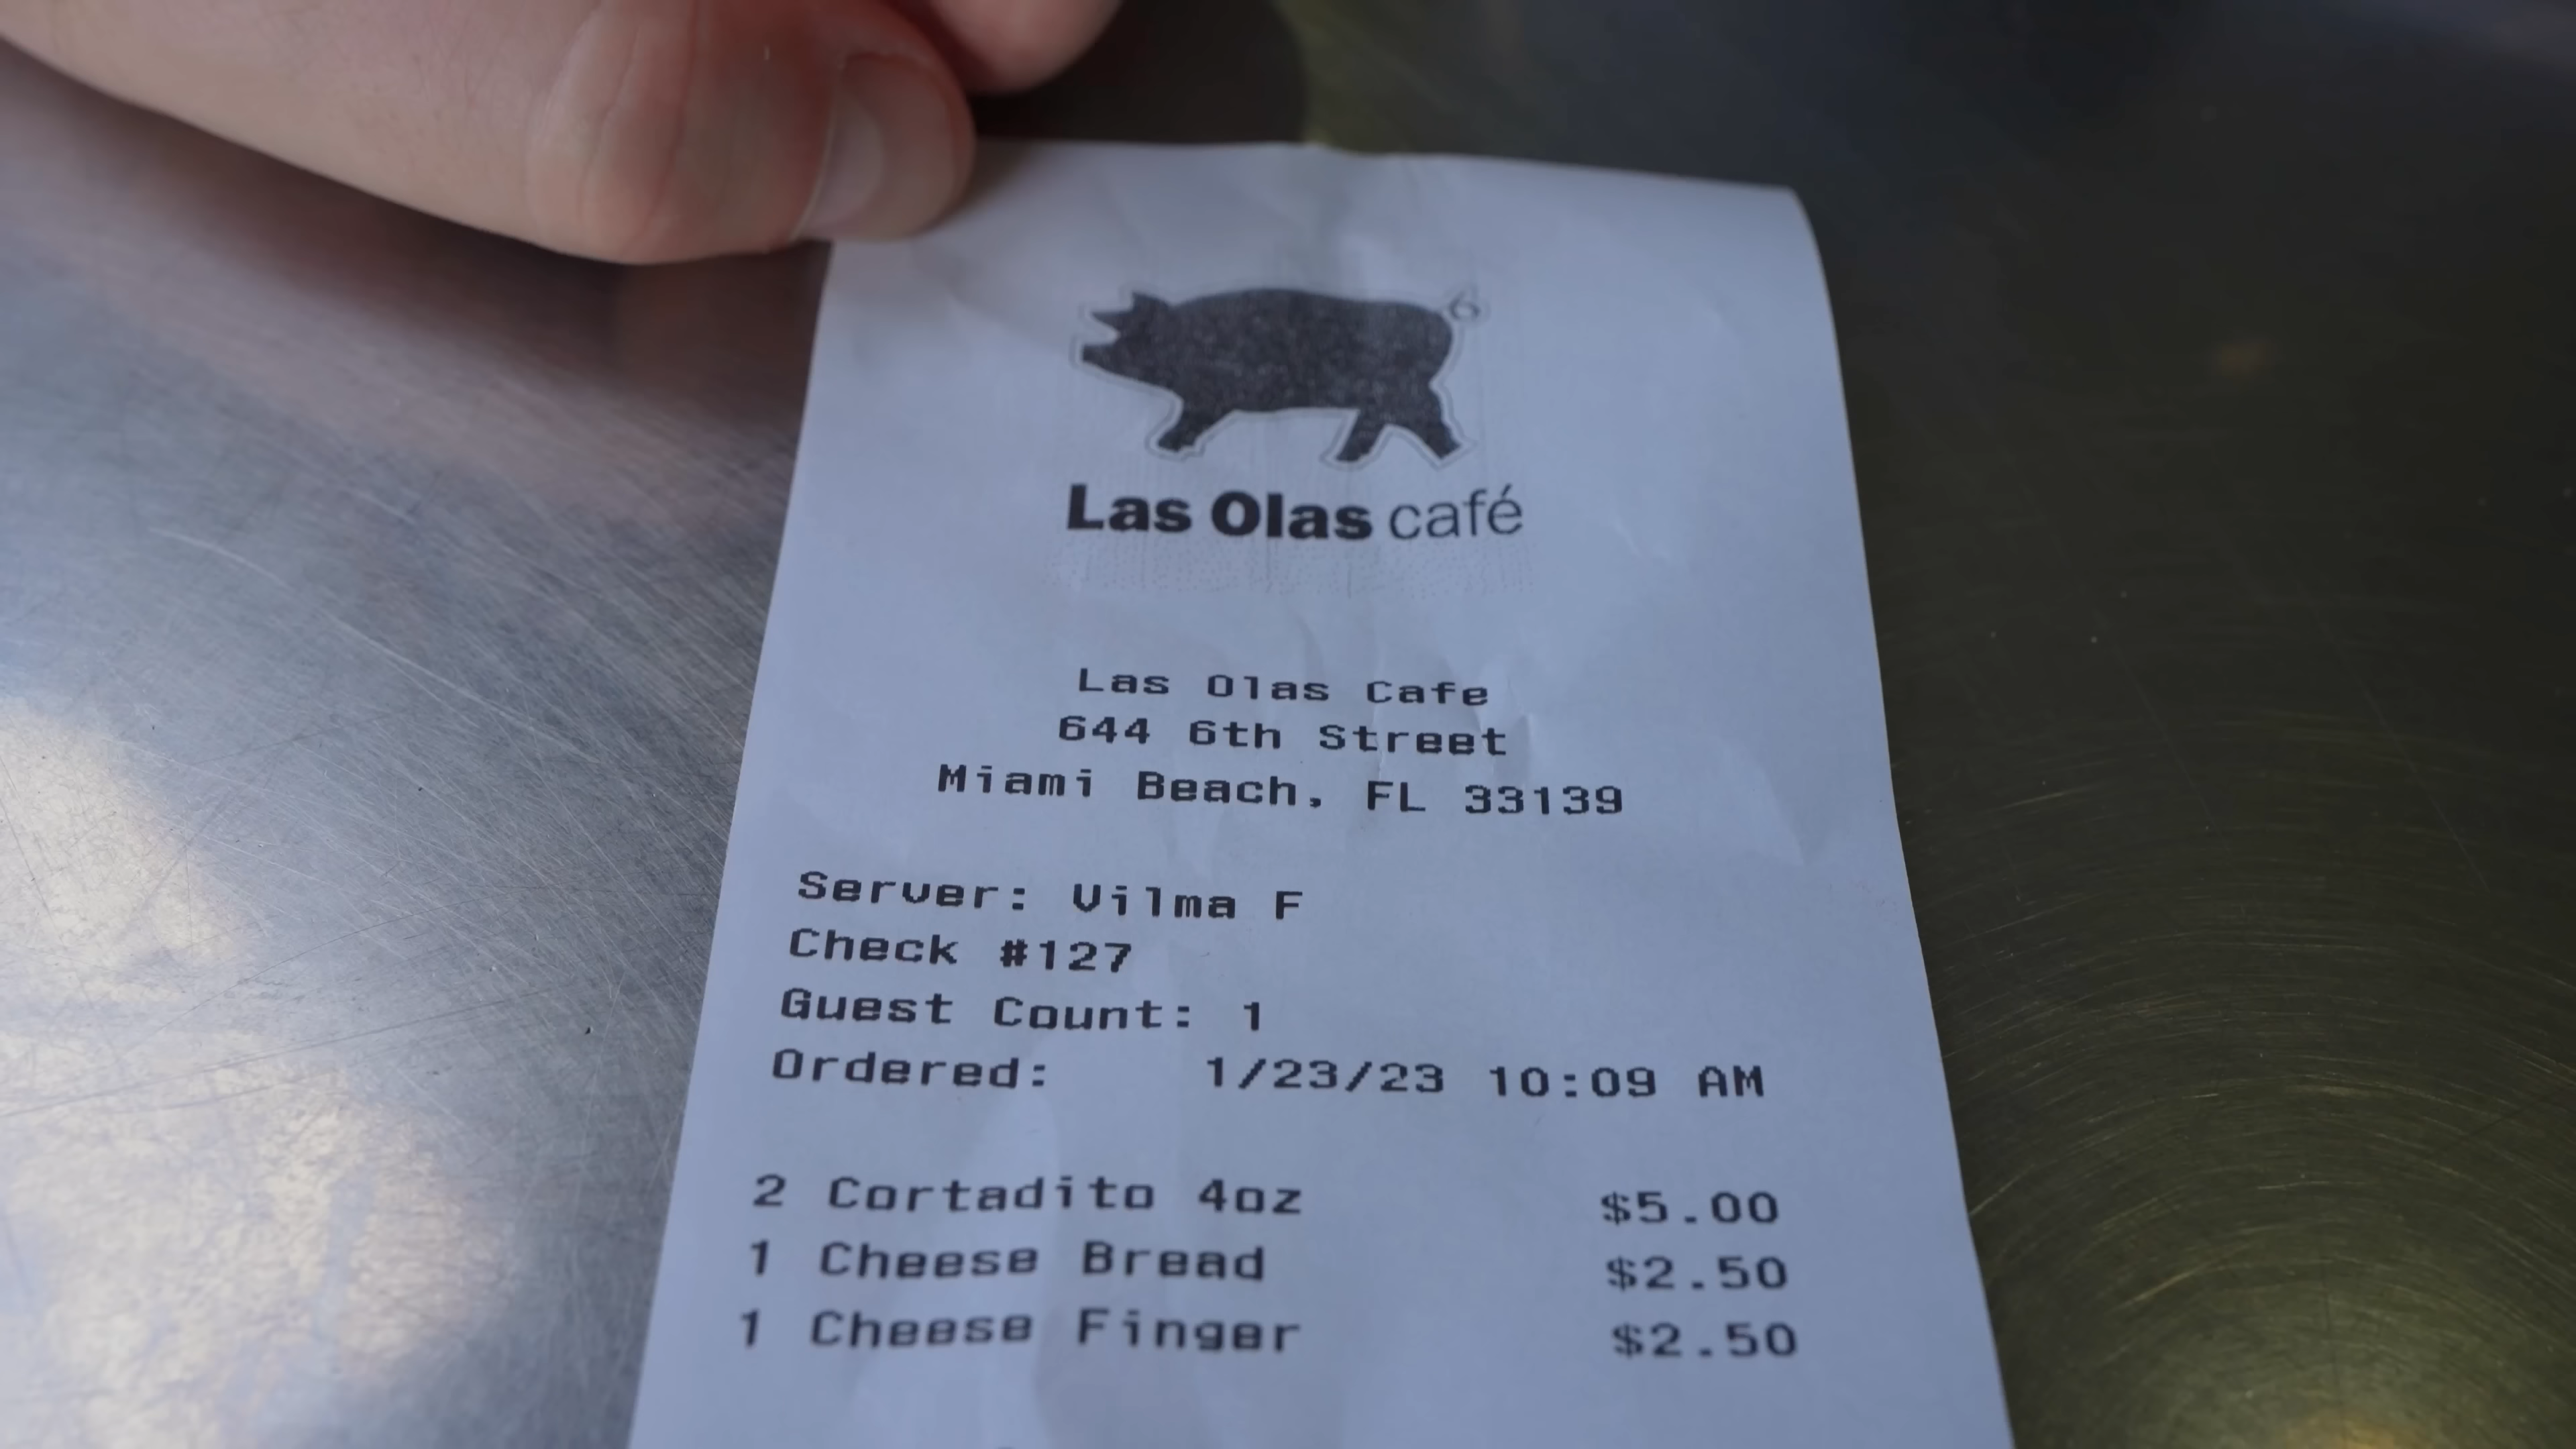 Las Olas café
Las Olas Cafe
644 6th Street
Miami Beach, FL 33139
Server: Vilma F
Check #127
Guest Count: 1
Ordered: 1/23/23 10:09 AM
2 Cortadito 4oz $5.00
1 Cheese Bread $2.50
1 Cheese Finger $2.50